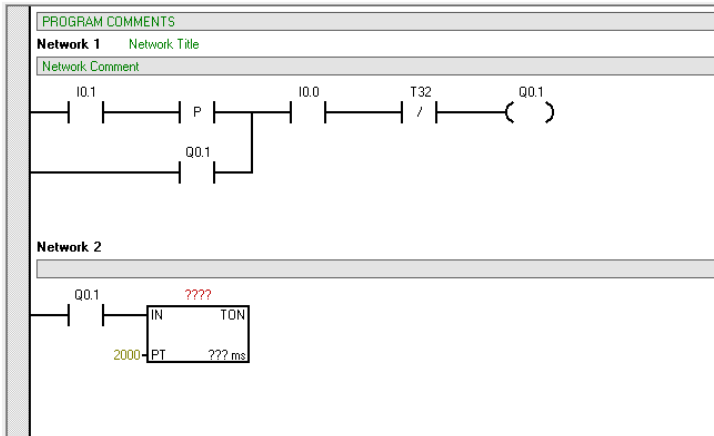 PROGRAM COMMENTS
Network 1 Network Title
Network Comment
I0.1 I0.0 T32 Q0.1
P /
Q0.1
Network 2
Q0.1 ????
IN TON
2000 PT ??? ms